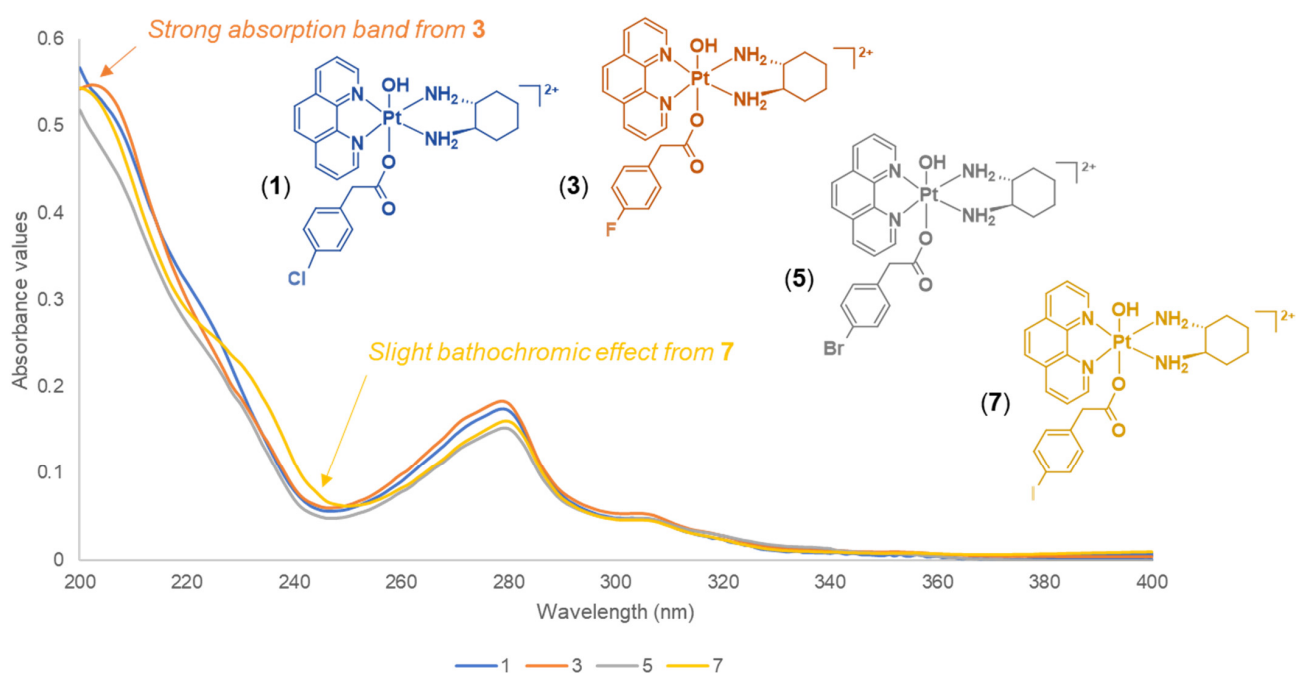 Strong absorption band from 3
0.6
0.5
0.4
0.3
0.2
0.1
0
Absorbance values
(1)
OH
N
N
Pt
NH2
NH2
2+
O
O
Cl
(3)
OH
N
N
Pt
NH2
NH2
2+
O
O
F
(5)
OH
N
N
Pt
NH2
NH2
2+
O
O
Br
(7)
OH
N
N
Pt
NH2
NH2
2+
O
O
I
Slight bathochromic effect from 7
200 220 240 260 280 300 320 340 360 380 400
Wavelength (nm)
1 3 5 7